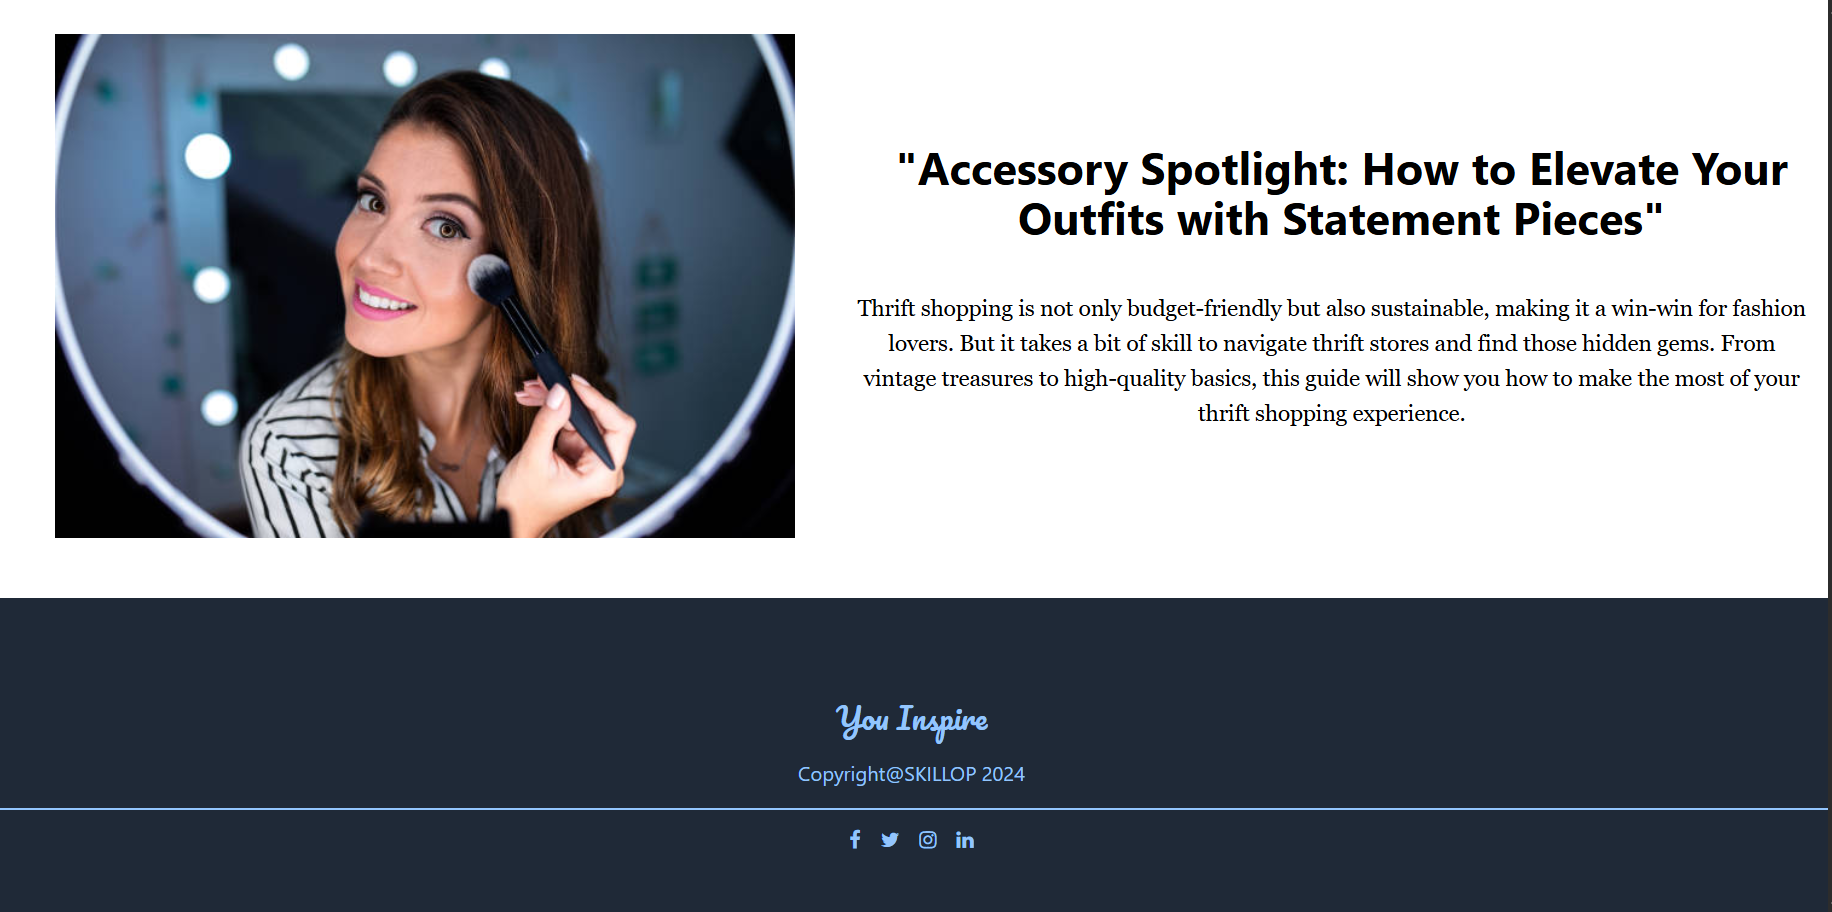 "Accessory Spotlight: How to Elevate Your
Outfits with Statement Pieces"
Thrift shopping is not only budget-friendly but also sustainable, making it a win-win for fashion
lovers. But it takes a bit of skill to navigate thrift stores and find those hidden gems. From
vintage treasures to high-quality basics, this guide will show you how to make the most of your
thrift shopping experience.
You Inspire
Copyright@SKILLOP 2024